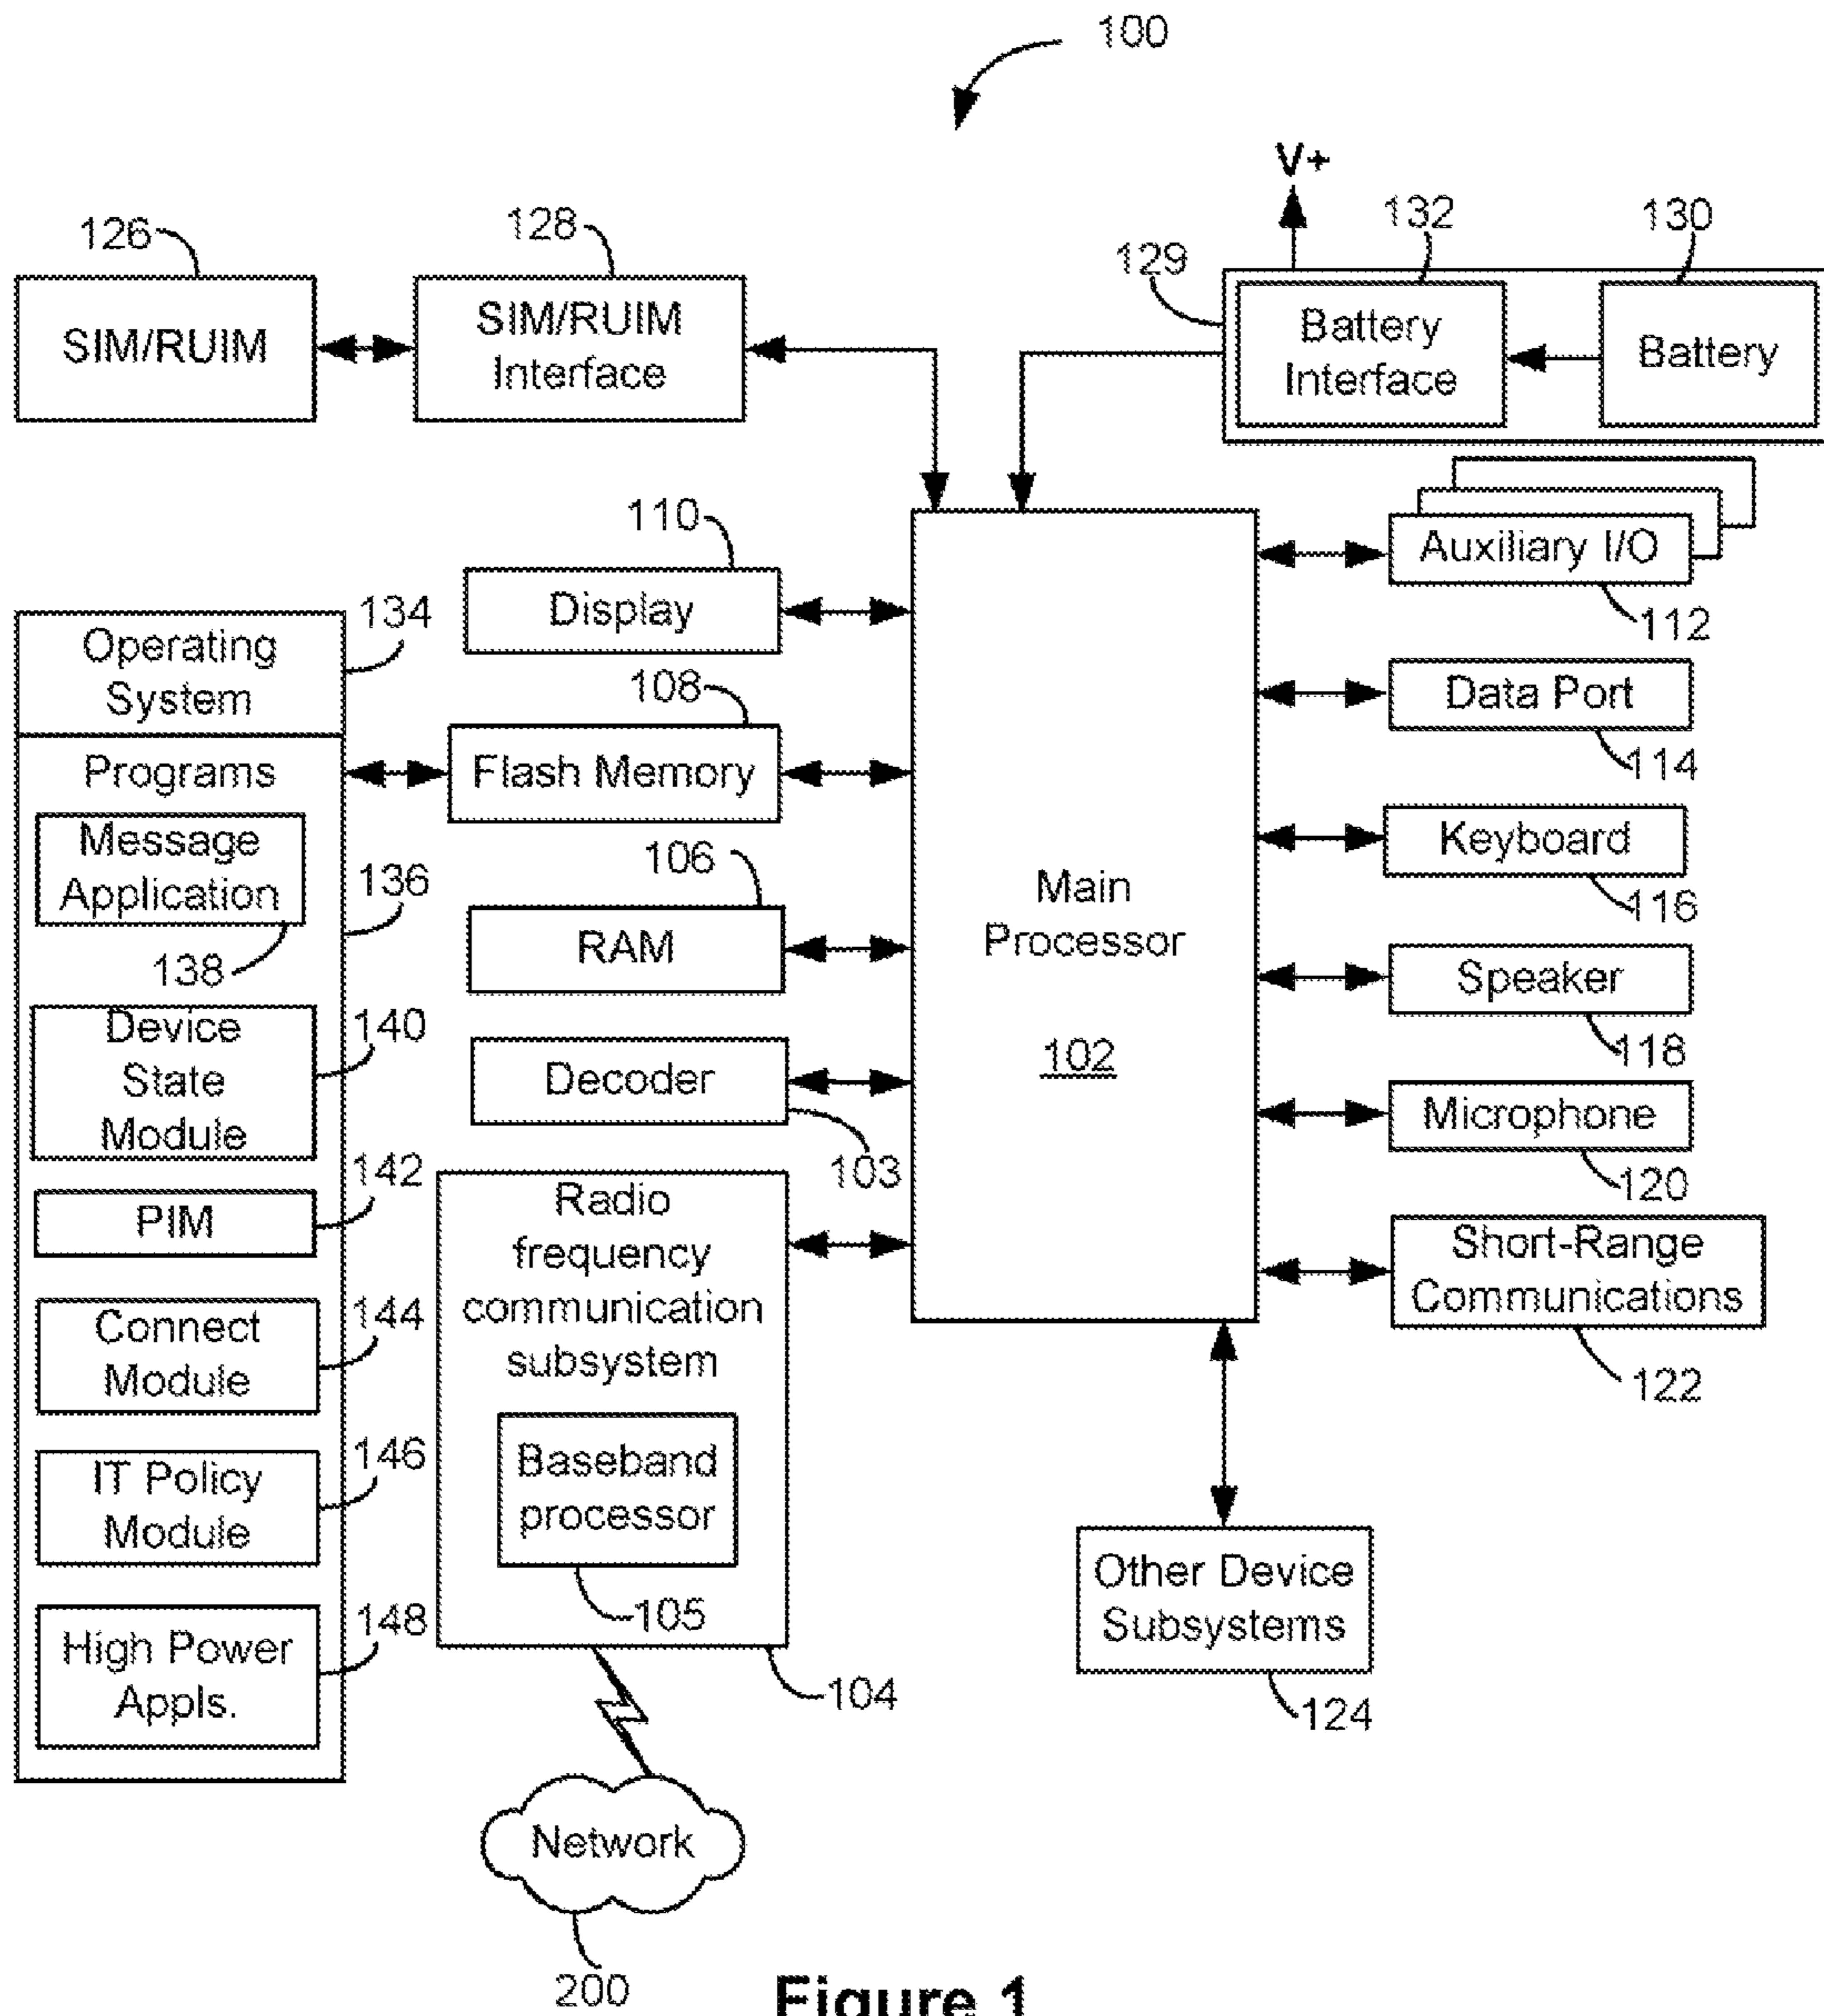 100
V+
126
128
132
130
129
SIM/RUIM
SIM/RUIM
Interface
Battery
Interface
Battery
110
Auxiliary I/O
112
Display
134
Operating
System
108
Data Port
114
Programs
Flash Memory
Message
Application
138
136
Keyboard
116
106
RAM
Main
Processor
102
Speaker
118
Device
State
Module
140
Decoder
103
Microphone
120
PIM
142
Radio
frequency
communication
subsystem
Short-Range
Communications
122
Connect
Module
144
Baseband
processor
105
104
IT Policy
Module
146
Other Device
Subsystems
124
High Power
Appls.
148
Network
200
Figure 1